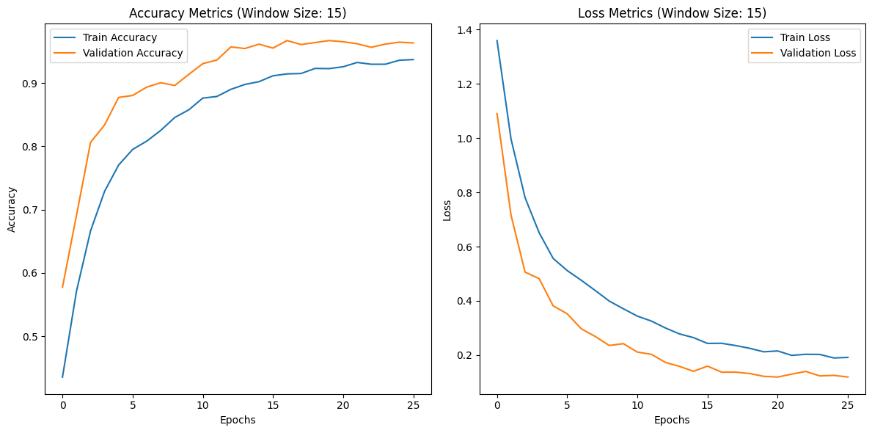 Accuracy Metrics (Window Size: 15)
Train Accuracy
Validation Accuracy
Accuracy
0.9
0.8
0.7
0.6
0.5
0 5 10 15 20 25
Epochs
Loss Metrics (Window Size: 15)
Train Loss
Validation Loss
Loss
1.4
1.2
1.0
0.8
0.6
0.4
0.2
0 5 10 15 20 25
Epochs